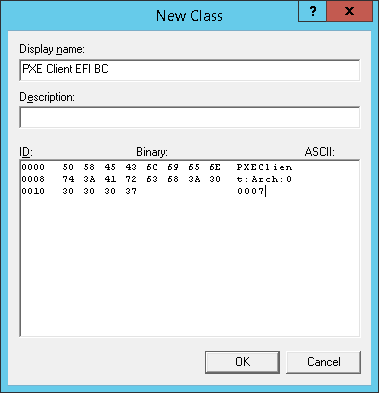 New Class
? x
Display name:
PXE Client EFI BC
Description:
ID: Binary: ASCII:
0000 50 58 45 43 6C 69 65 6E PXEClien
0008 74 3A 41 72 63 68 3A 30 t:Arch:0
0010 30 30 30 37 0007
OK Cancel